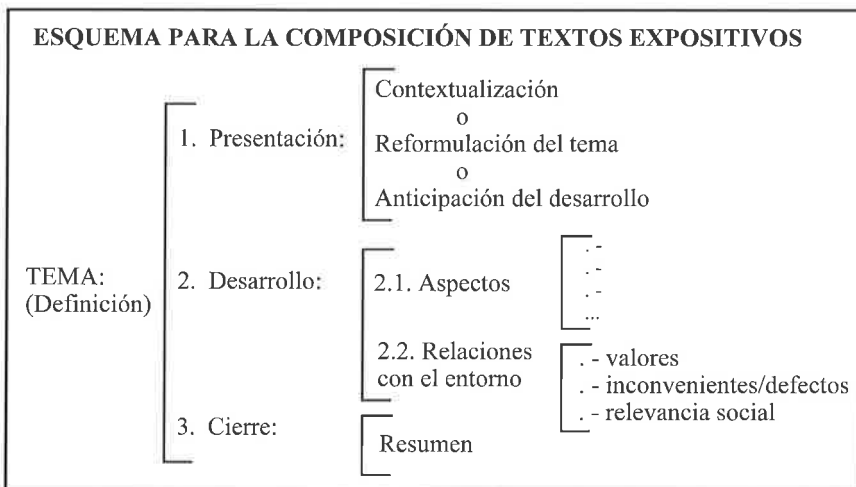 ESQUEMA PARA LA COMPOSICIÓN DE TEXTOS EXPOSITIVOS
TEMA:
(Definición)
1. Presentación:
Contextualización
o
Reformulación del tema
o
Anticipación del desarrollo
2. Desarrollo:
2.1. Aspectos
. -
. -
. -
...
2.2. Relaciones
con el entorno
. - valores
. - inconvenientes/defectos
. - relevancia social
3. Cierre:
Resumen